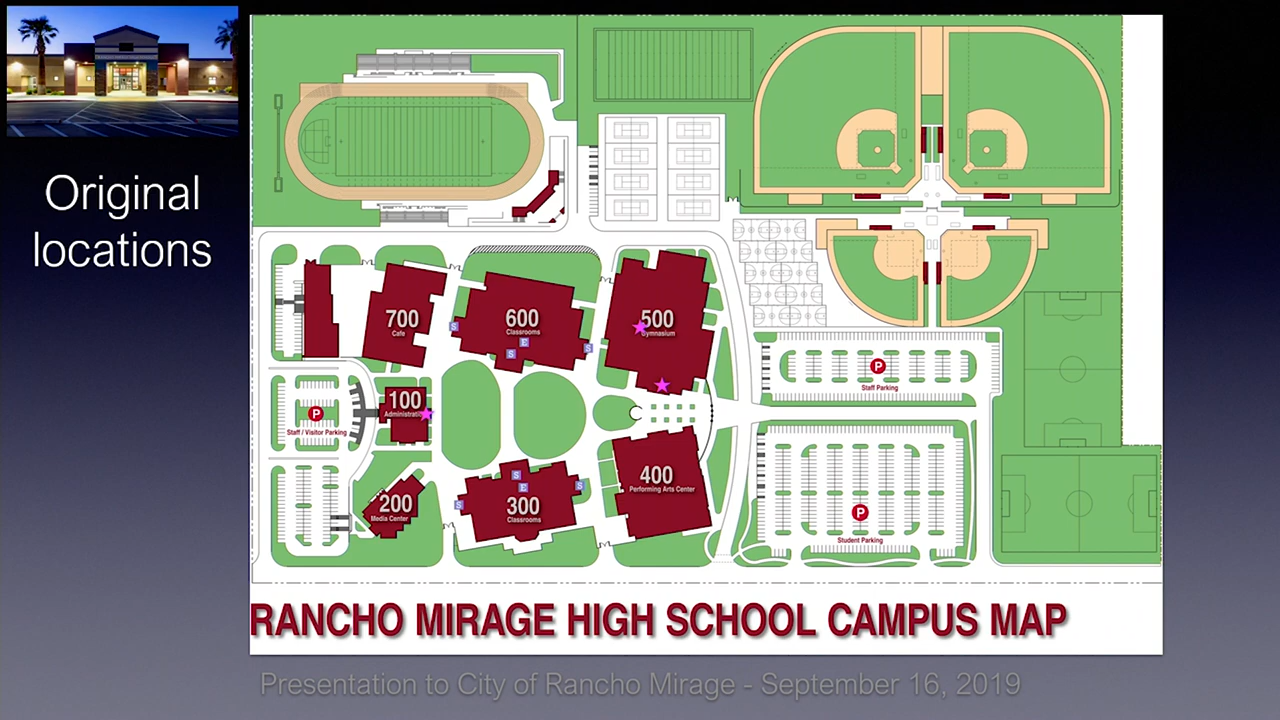 Original
locations
700
Cafe
600
Classrooms
S
E
S
S
500
Gymnasium
P
Staff Parking
100
Administration
P
Staff / Visitor Parking
400
Performing Arts Center
S
E
S
S
300
Classrooms
200
Media Center
P
Student Parking
RANCHO MIRAGE HIGH SCHOOL CAMPUS MAP
Presentation to City of Rancho Mirage - September 16, 2019